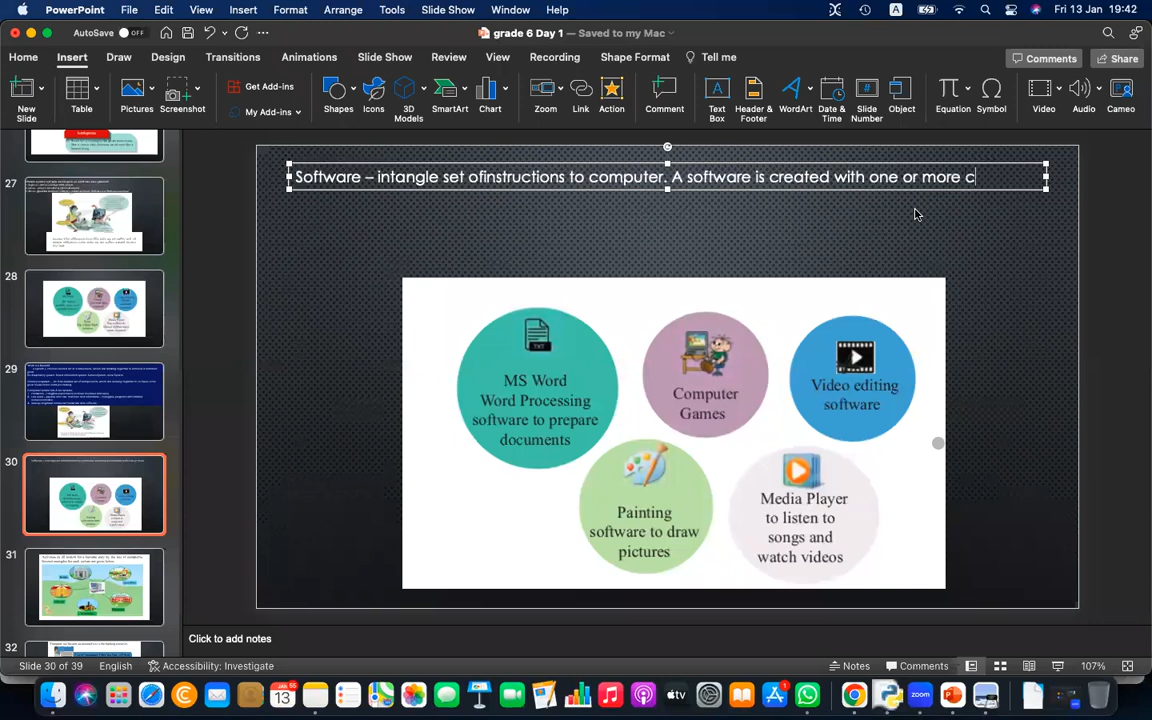 PowerPoint File Edit View Insert Format Arrange Tools Slide Show Window Help A Fri 13 Jan 19:42
AutoSave OFF grade 6 Day 1 — Saved to my Mac
Home Insert Draw Design Transitions Animations Slide Show Review View Recording Shape Format Tell me Comments Share
New Slide
Table
Pictures
Screenshot
Get Add-ins
My Add-ins
Shapes
Icons
3D Models
SmartArt
Chart
Zoom
Link
Action
Comment
Text Box
Header & Footer
WordArt
Date & Time
Slide Number
Object
Equation
Symbol
Video
Audio
Cameo
27
28
29
30
31
32
Software – intangle set ofinstructions to computer. A software is created with one or more c
TXT
MS Word
Word Processing
software to prepare
documents
Computer
Games
Video editing
software
Painting
software to draw
pictures
Media Player
to listen to
songs and
watch videos
Click to add notes
Slide 30 of 39 English Accessibility: Investigate Notes Comments 107%
JAN
13
tv
zoom